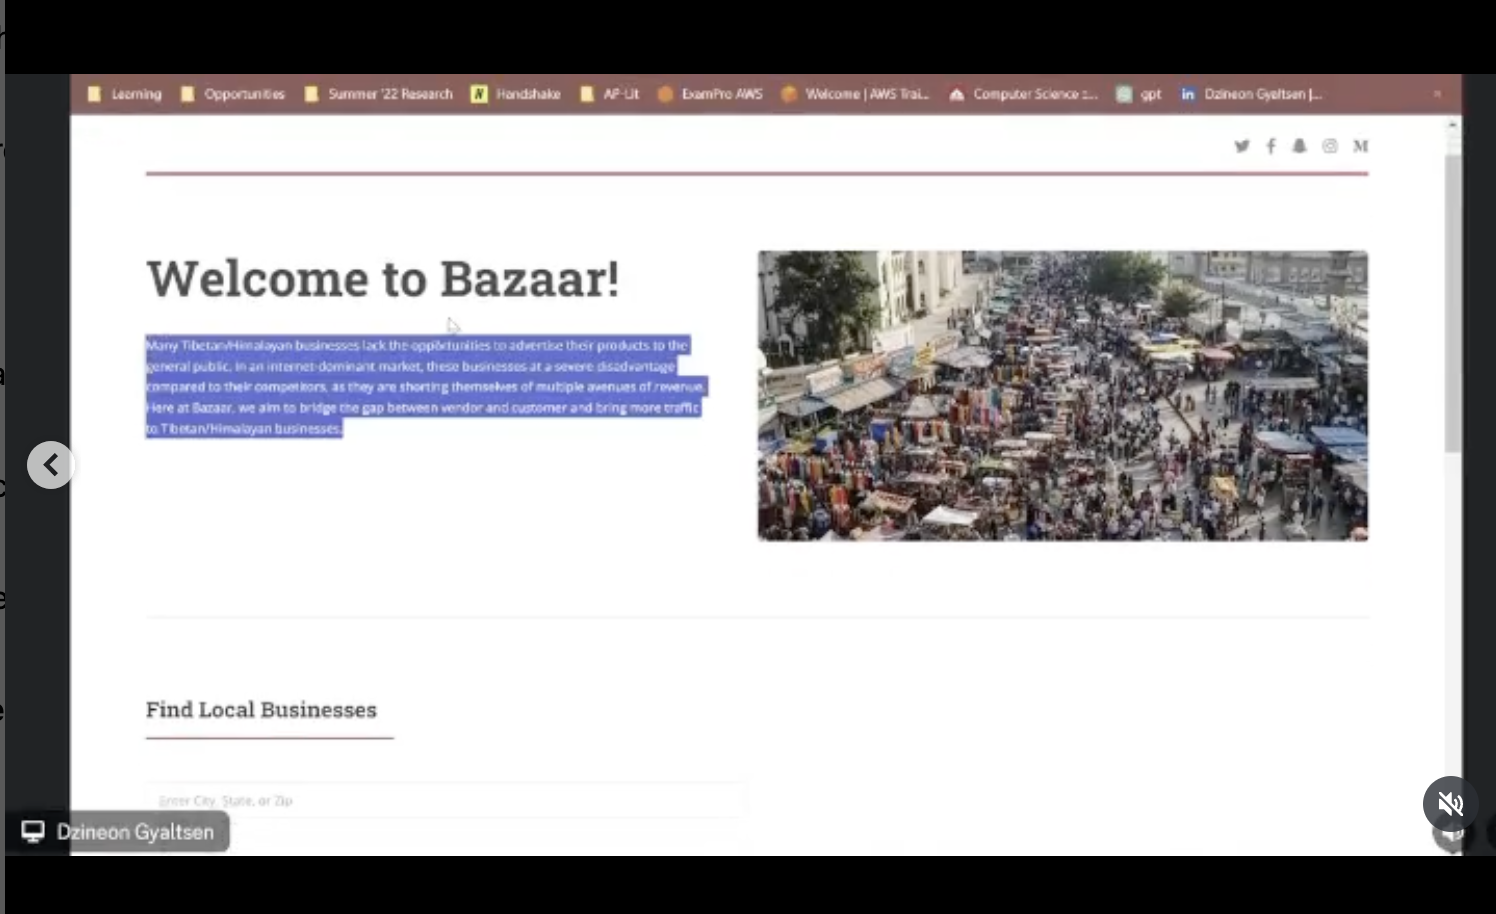 Learning Opportunities Summer '22 Research Handshake AP-Lit ExamPro AWS Welcome | AWS Trai... Computer Science :... gpt Dzineon Gyaltsen |...
Welcome to Bazaar!
Many Tibetan/Himalayan businesses lack the opportunities to advertise their products to the
general public. In an internet-dominant market, these businesses at a severe disadvantage
compared to their competitors, as they are shorting themselves of multiple avenues of revenue.
Here at Bazaar, we aim to bridge the gap between vendor and customer and bring more traffic
to Tibetan/Himalayan businesses.
Find Local Businesses
Enter City, State, or Zip
Dzineon Gyaltsen